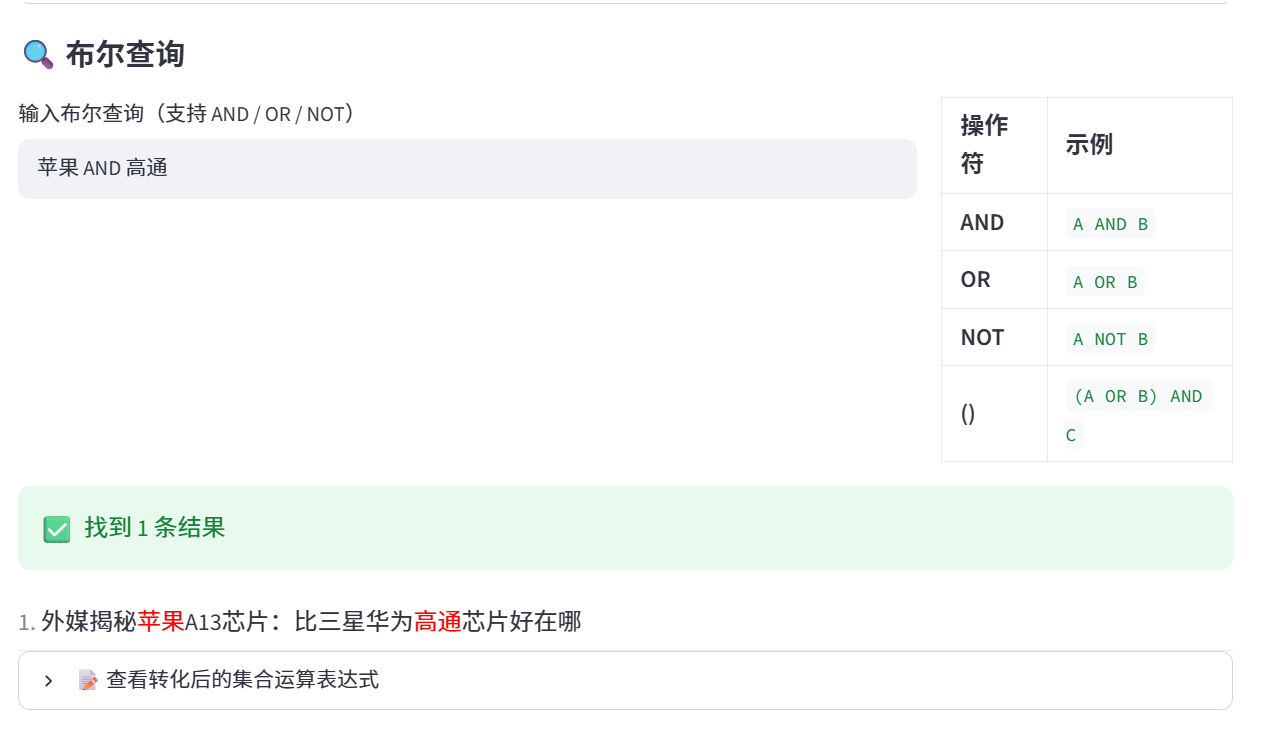 布尔查询
输入布尔查询（支持 AND / OR / NOT）
苹果 AND 高通
操作符 示例
AND A AND B
OR A OR B
NOT A NOT B
() (A OR B) AND C
找到 1 条结果
1. 外媒揭秘苹果A13芯片：比三星华为高通芯片好在哪
查看转化后的集合运算表达式